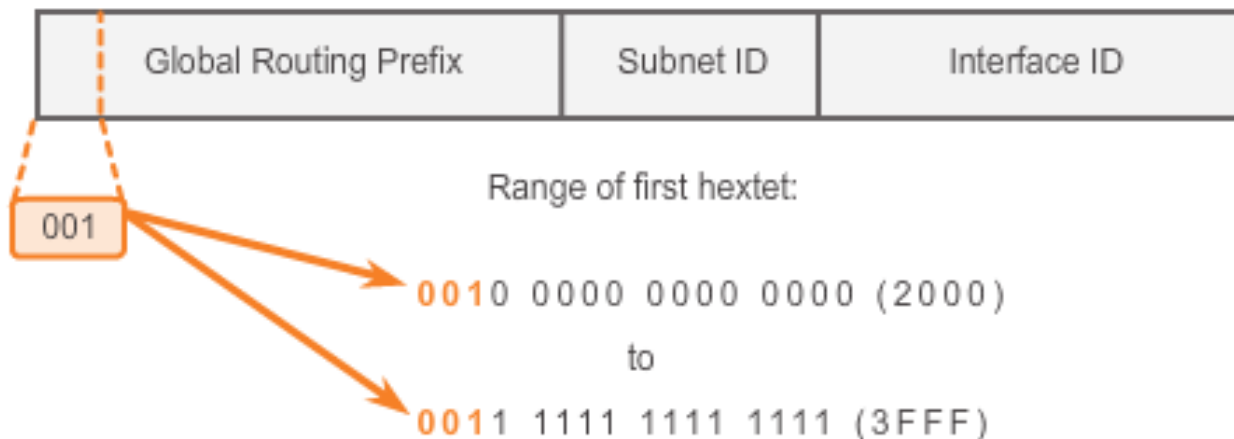 Global Routing Prefix Subnet ID Interface ID
Range of first hextet:
001
0010 0000 0000 0000 (2000)
to
0011 1111 1111 1111 (3FFF)